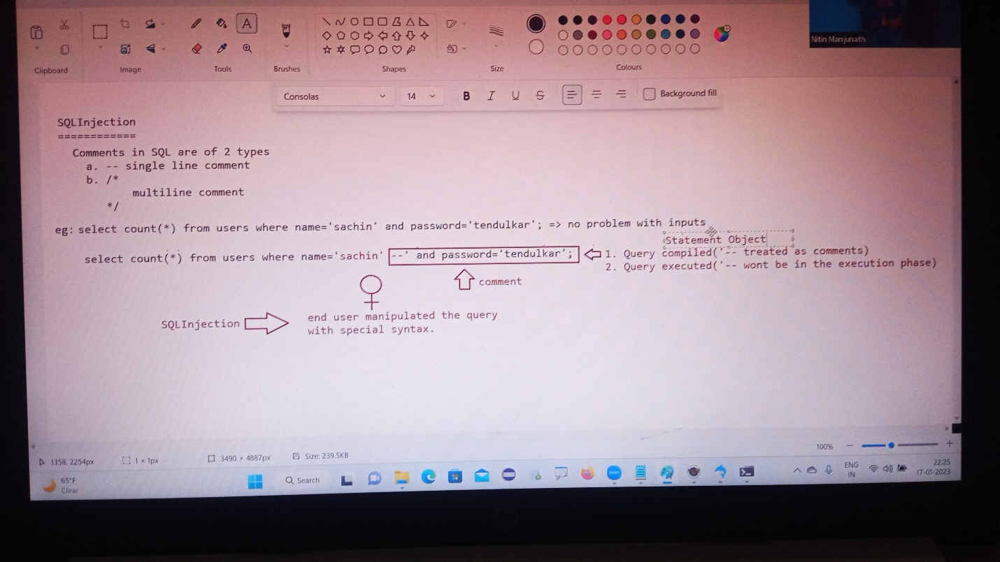 Nitin Manjunath
Clipboard
Image
Tools
Brushes
Shapes
Size
Colours
Consolas
14
B I U S
Background fill
SQLInjection
============
Comments in SQL are of 2 types
a. -- single line comment
b. /*
multiline comment
*/
eg: select count(*) from users where name='sachin' and password='tendulkar'; => no problem with inputs
Statement Object
select count(*) from users where name='sachin' --' and password='tendulkar'; 1. Query compiled('-- treated as comments)
2. Query executed('-- wont be in the execution phase)
comment
end user manipulated the query
SQLInjection
with special syntax.
100%
1358, 2254px
1 × 1px
3490 × 4887px
Size: 239.5KB
65°F
Clear
Search
ENG
IN
22:25
17-01-2023